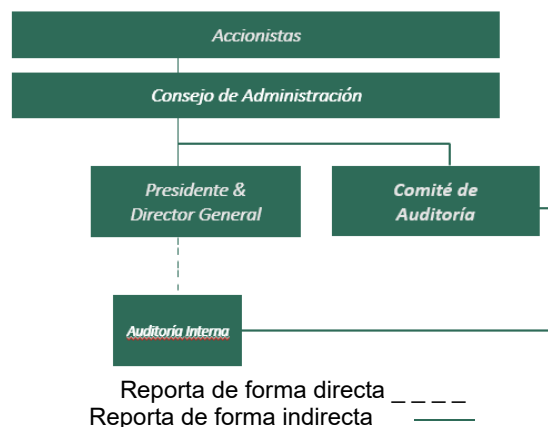 Accionistas
Consejo de Administración
Presidente &
Director General
Comité de
Auditoría
Auditoría Interna
Reporta de forma directa _ _ _ _
Reporta de forma indirecta